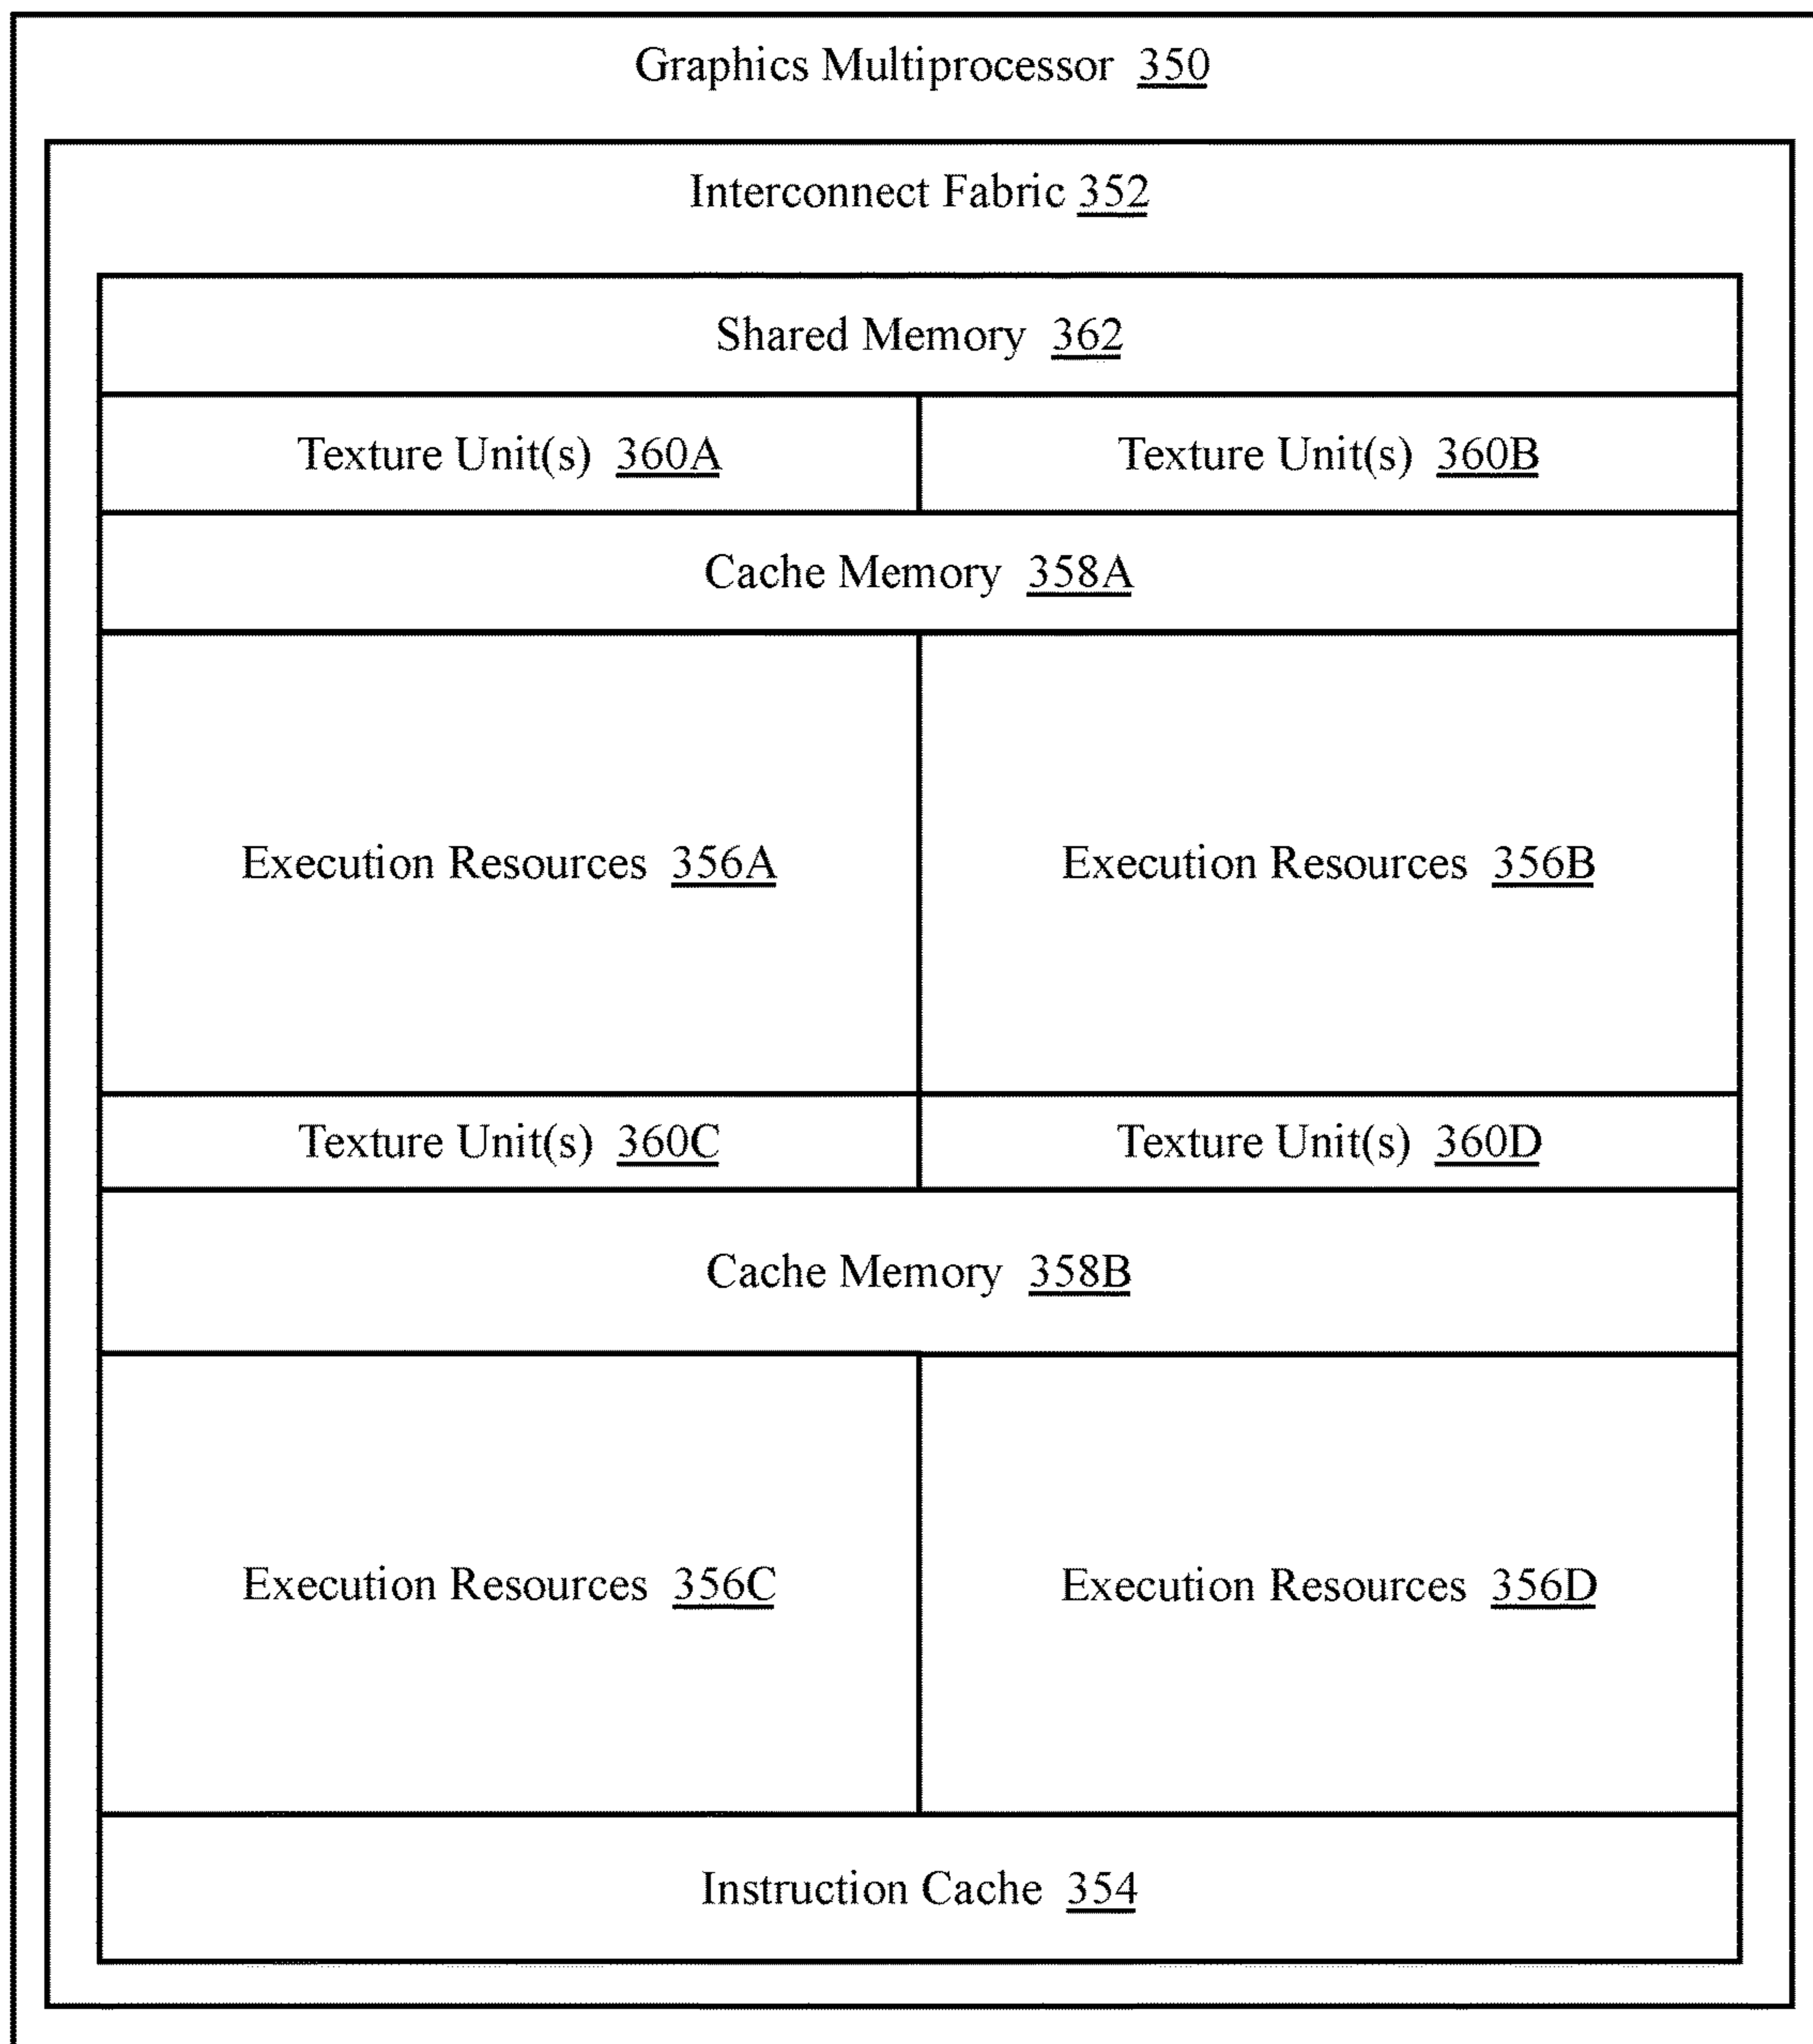 Graphics Multiprocessor 350
Interconnect Fabric 352
Shared Memory 362
Texture Unit(s) 360A
Texture Unit(s) 360B
Cache Memory 358A
Execution Resources 356A
Execution Resources 356B
Texture Unit(s) 360C
Texture Unit(s) 360D
Cache Memory 358B
Execution Resources 356C
Execution Resources 356D
Instruction Cache 354